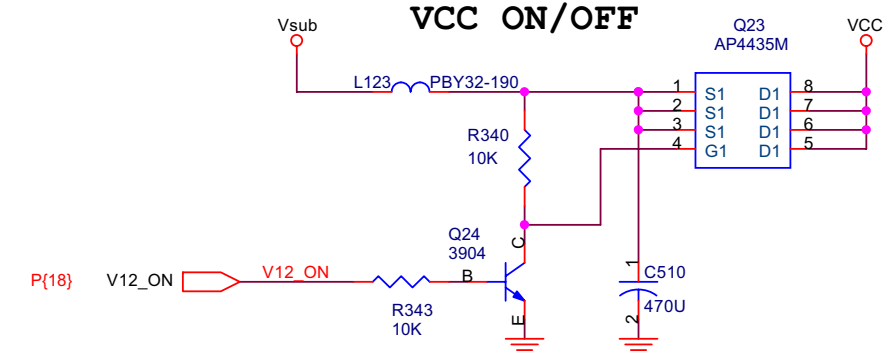 VCC ON/OFF
Vsub
Q23
AP4435M
VCC
L123
PBY32-190
1
2
3
4
S1
S1
S1
G1
D1
D1
D1
D1
8
7
6
5
R340
10K
Q24
3904
C
B
E
P{18}
V12_ON
V12_ON
R343
10K
1
C510
470U
2